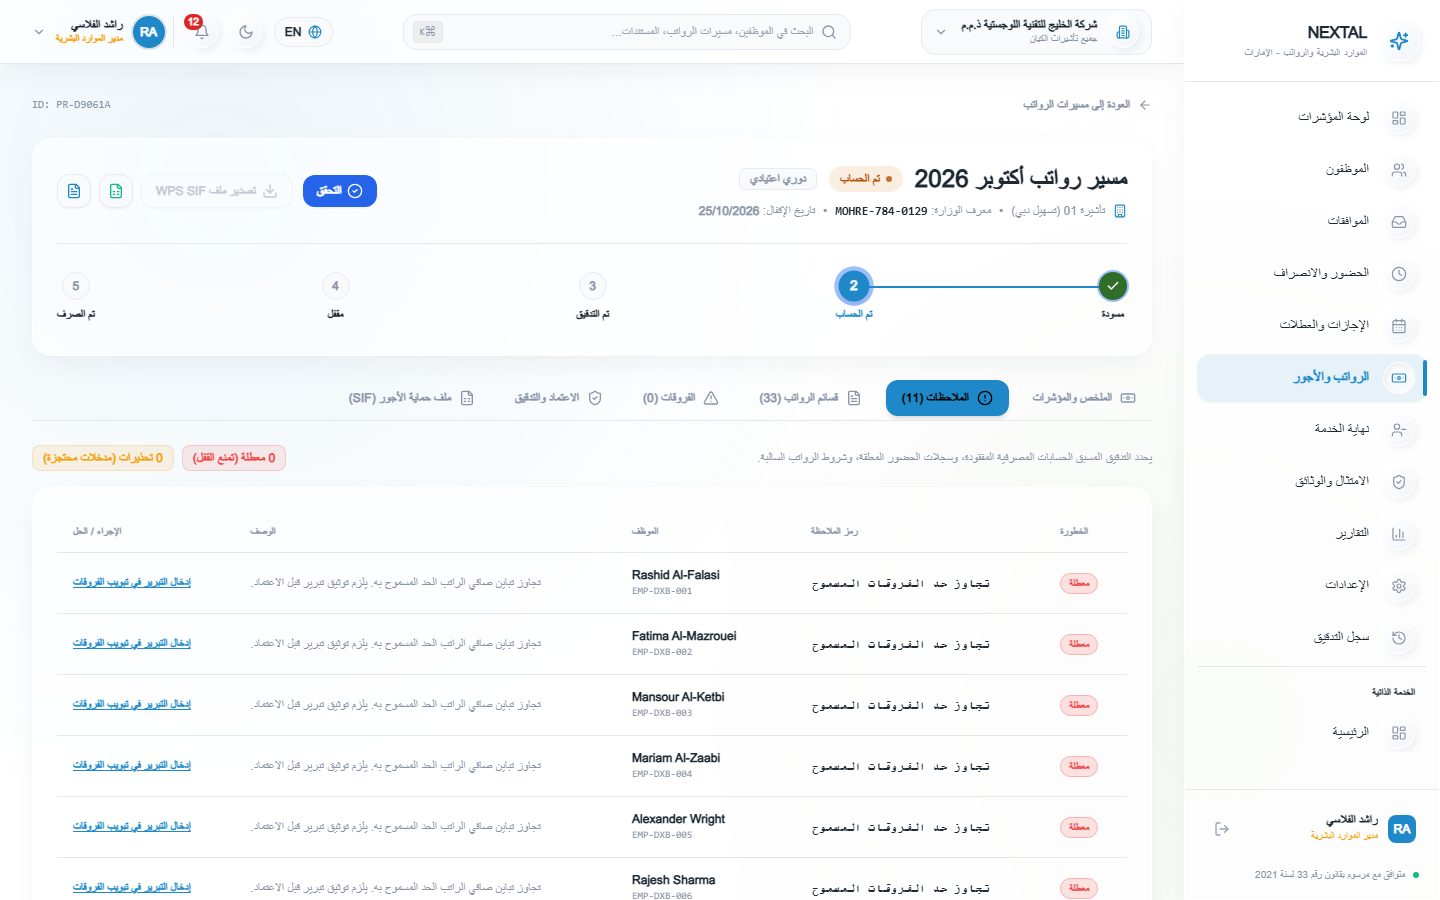 NEXTAL
الموارد البشرية والرواتب - الإمارات
شركة الخليج للتقنية اللوجستية ذ.م.م
جميع تأشيرات الكيان
البحث في الموظفين، مسيرات الرواتب، المستندات...
⌘K
EN
12
RA
راشد الفلاسي
مدير الموارد البشرية
لوحة المؤشرات
الموظفون
الموافقات
الحضور والانصراف
الإجازات والعطلات
الرواتب والأجور
نهاية الخدمة
الامتثال والوثائق
التقارير
الإعدادات
سجل التدقيق
الخدمة الذاتية
الرئيسية
RA
راشد الفلاسي
مدير الموارد البشرية
متوافق مع مرسوم بقانون رقم 33 لسنة 2021
العودة إلى مسيرات الرواتب
ID: PR-D9061A
مسير رواتب أكتوبر 2026
تم الحساب
دوري اعتيادي
تأشيرة 01 (تسهيل دبي) • معرف الوزارة: MOHRE-784-0129 • تاريخ الإقفال: 25/10/2026
التحقق
تصدير ملف WPS SIF
مسودة
2
تم الحساب
3
تم التدقيق
4
مقفل
5
تم الصرف
الملخص والمؤشرات
الملاحظات (11)
قسائم الرواتب (33)
الفروقات (0)
الاعتماد والتدقيق
ملف حماية الأجور (SIF)
يحدد التدقيق المسبق الحسابات المصرفية المفقودة، وسجلات الحضور المعلقة، وشروط الرواتب السالبة.
0 معطلة (تمنع القفل)
0 تحذيرات (مدخلات محتجزة)
الخطورة
رمز الملاحظة
الموظف
الوصف
الإجراء / الحل
معطلة
تجاوز حد الفروقات المسموح
Rashid Al-Falasi
EMP-DXB-001
تجاوز تباين صافي الراتب الحد المسموح به. يلزم توثيق تبرير قبل الاعتماد.
إدخال التبرير في تبويب الفروقات
معطلة
تجاوز حد الفروقات المسموح
Fatima Al-Mazrouei
EMP-DXB-002
تجاوز تباين صافي الراتب الحد المسموح به. يلزم توثيق تبرير قبل الاعتماد.
إدخال التبرير في تبويب الفروقات
معطلة
تجاوز حد الفروقات المسموح
Mansour Al-Ketbi
EMP-DXB-003
تجاوز تباين صافي الراتب الحد المسموح به. يلزم توثيق تبرير قبل الاعتماد.
إدخال التبرير في تبويب الفروقات
معطلة
تجاوز حد الفروقات المسموح
Mariam Al-Zaabi
EMP-DXB-004
تجاوز تباين صافي الراتب الحد المسموح به. يلزم توثيق تبرير قبل الاعتماد.
إدخال التبرير في تبويب الفروقات
معطلة
تجاوز حد الفروقات المسموح
Alexander Wright
EMP-DXB-005
تجاوز تباين صافي الراتب الحد المسموح به. يلزم توثيق تبرير قبل الاعتماد.
إدخال التبرير في تبويب الفروقات
معطلة
تجاوز حد الفروقات المسموح
Rajesh Sharma
EMP-DXB-006
تجاوز تباين صافي الراتب الحد المسموح به. يلزم توثيق تبرير قبل الاعتماد.
إدخال التبرير في تبويب الفروقات